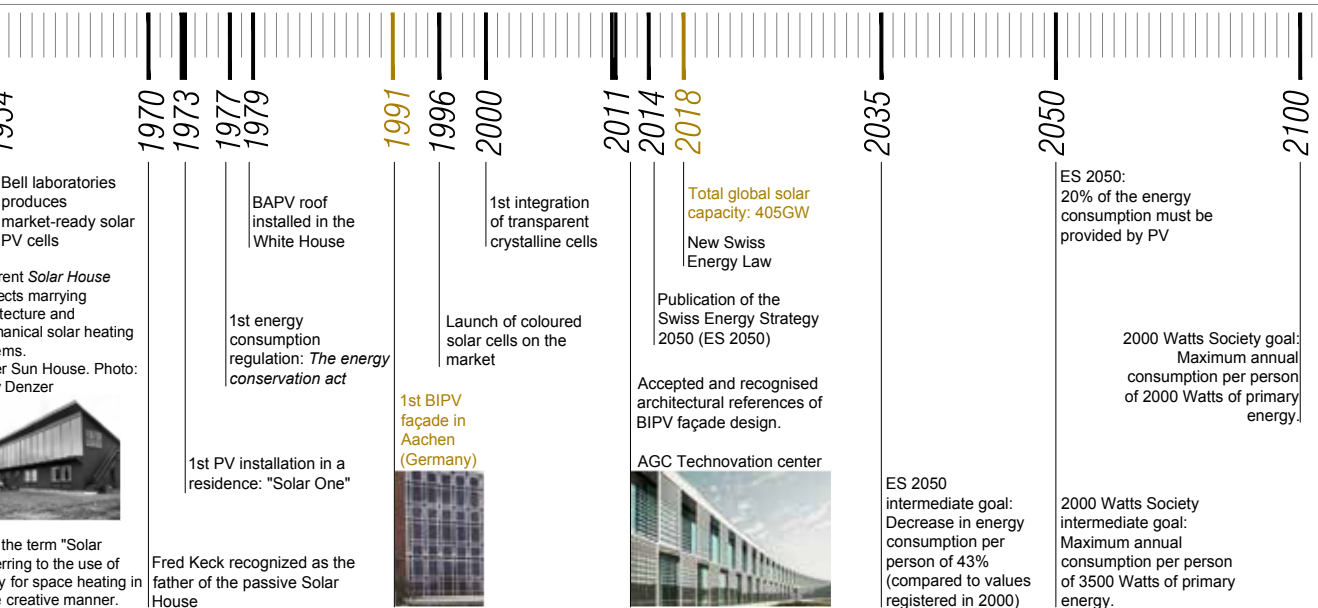 1954
1970
1973
1977
1979
1991
1996
2000
2011
2014
2018
2035
2050
2100
Bell laboratories
produces
market-ready solar
PV cells
Solar House
marrying
and
solar heating
Sun House. Photo:
Denzer
the term "Solar
to the use of
for space heating in
creative manner.
Fred Keck recognized as the
father of the passive Solar
House
1st PV installation in a
residence: "Solar One"
1st energy
consumption
regulation: The energy
conservation act
BAPV roof
installed in the
White House
1st BIPV
façade in
Aachen
(Germany)
Launch of coloured
solar cells on the
market
1st integration
of transparent
crystalline cells
Accepted and recognised
architectural references of
BIPV façade design.
AGC Technovation center
Publication of the
Swiss Energy Strategy
2050 (ES 2050)
Total global solar
capacity: 405GW
New Swiss
Energy Law
ES 2050
intermediate goal:
Decrease in energy
consumption per
person of 43%
(compared to values
registered in 2000)
ES 2050:
20% of the energy
consumption must be
provided by PV
2000 Watts Society
intermediate goal:
Maximum annual
consumption per person
of 3500 Watts of primary
energy.
2000 Watts Society goal:
Maximum annual
consumption per person
of 2000 Watts of primary
energy.